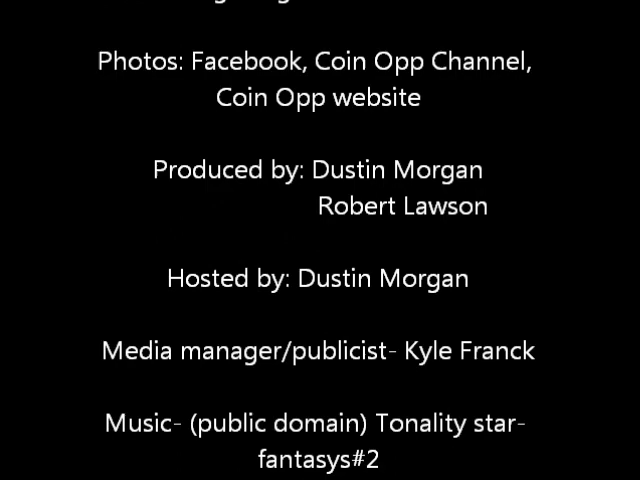 Photos: Facebook, Coin Opp Channel,
Coin Opp website
Produced by: Dustin Morgan
Robert Lawson
Hosted by: Dustin Morgan
Media manager/publicist- Kyle Franck
Music- (public domain) Tonality star-
fantasys#2